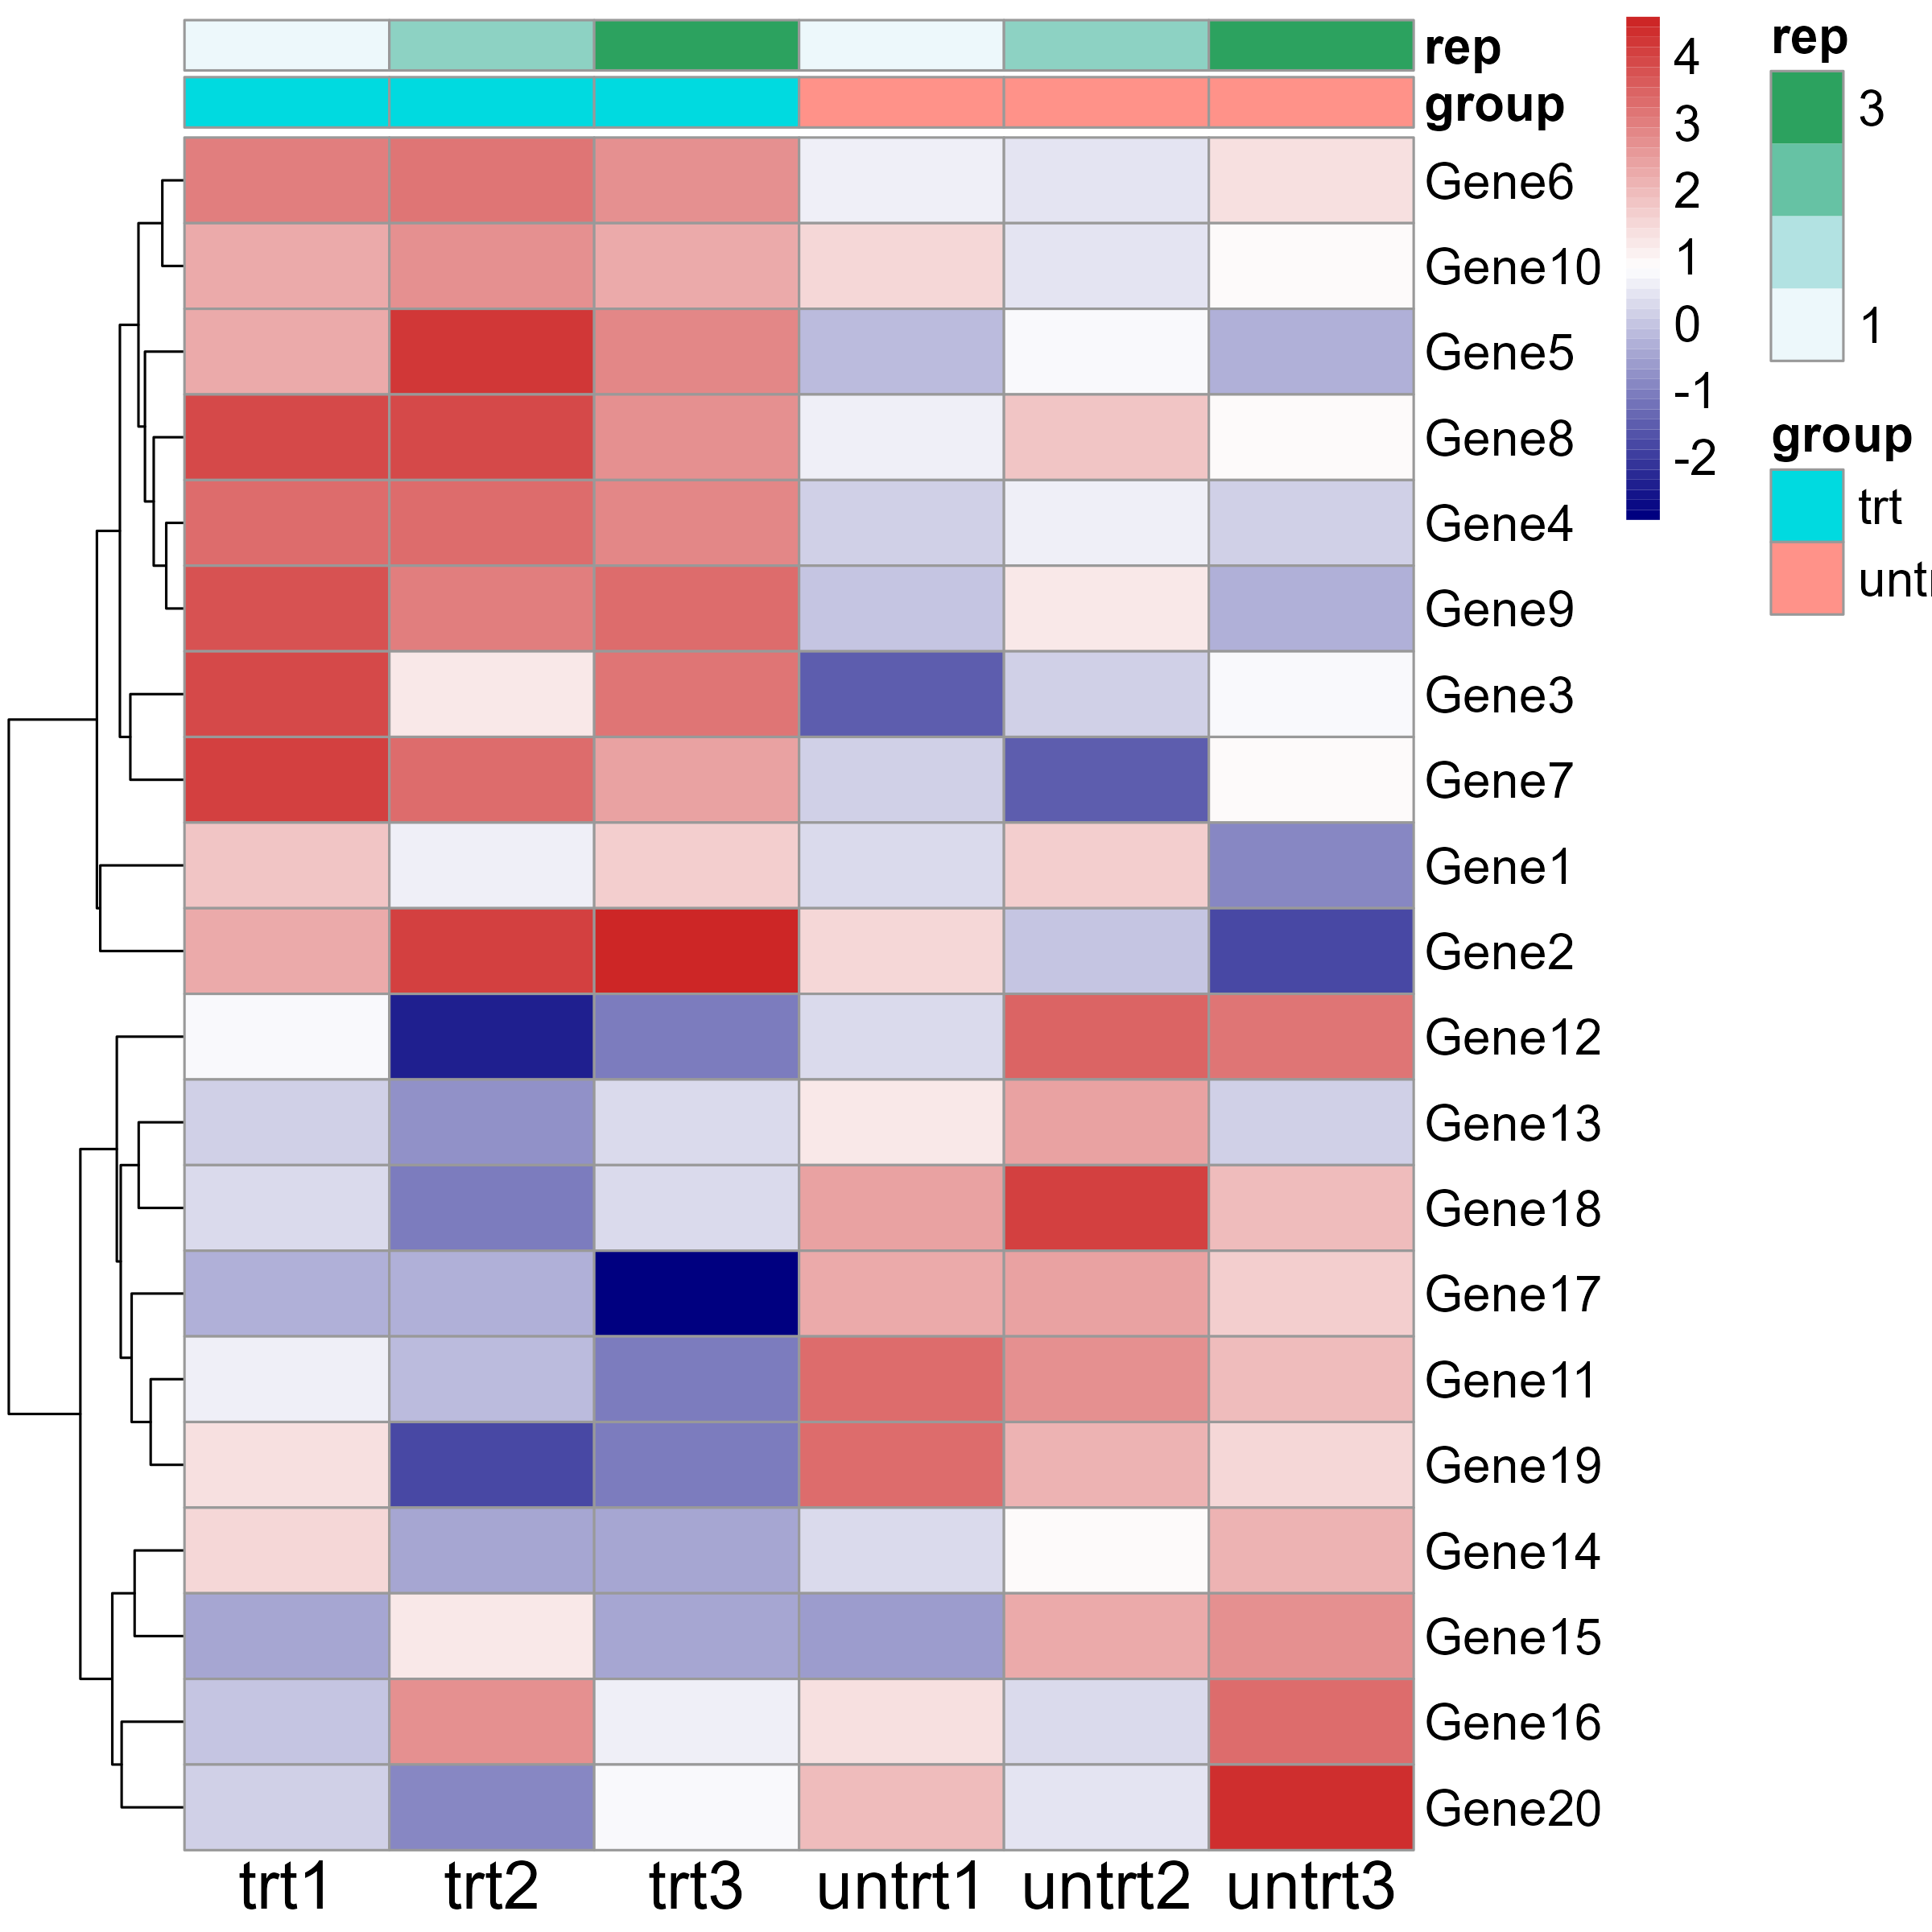 rep
group
Gene6
Gene10
Gene5
Gene8
Gene4
Gene9
Gene3
Gene7
Gene1
Gene2
Gene12
Gene13
Gene18
Gene17
Gene11
Gene19
Gene14
Gene15
Gene16
Gene20
trt1 trt2 trt3 untrt1 untrt2 untrt3
4
3
2
1
0
-1
-2
rep
3
1
group
trt